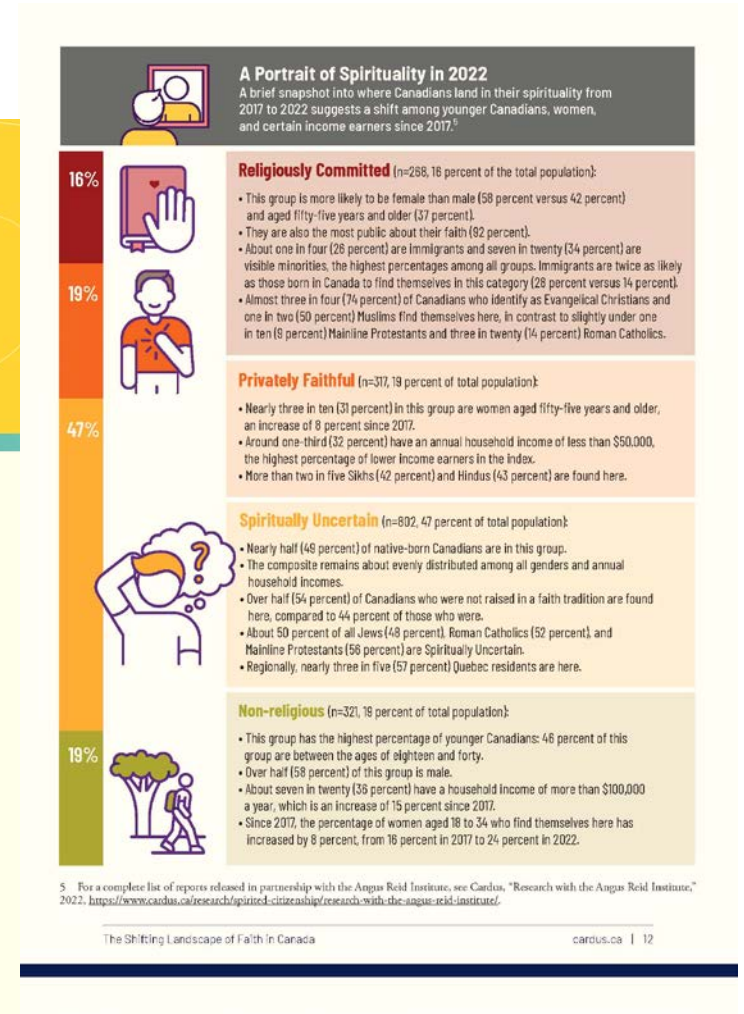 A Portrait of Spirituality in 2022
A brief snapshot into where Canadians land in their spirituality from
2017 to 2022 suggests a shift among younger Canadians, women,
and certain income earners since 2017.5
16%
Religiously Committed (n=268, 16 percent of the total population):
• This group is more likely to be female than male (58 percent versus 42 percent)
and aged fifty-five years and older (37 percent).
• They are also the most public about their faith (92 percent).
• About one in four (26 percent) are immigrants and seven in twenty (34 percent) are
visible minorities, the highest percentages among all groups. Immigrants are twice as likely
as those born in Canada to find themselves in this category (28 percent versus 14 percent).
• Almost three in four (74 percent) of Canadians who identify as Evangelical Christians and
one in two (50 percent) Muslims find themselves here, in contrast to slightly under one
in ten (9 percent) Mainline Protestants and three in twenty (14 percent) Roman Catholics.
19%
Privately Faithful (n=317, 19 percent of total population):
• Nearly three in ten (31 percent) in this group are women aged fifty-five years and older,
an increase of 8 percent since 2017.
• Around one-third (32 percent) have an annual household income of less than $50,000,
the highest percentage of lower income earners in the index.
• More than two in five Sikhs (42 percent) and Hindus (43 percent) are found here.
47%
Spiritually Uncertain (n=802, 47 percent of total population):
• Nearly half (49 percent) of native-born Canadians are in this group.
• The composite remains about evenly distributed among all genders and annual
household incomes.
• Over half (54 percent) of Canadians who were not raised in a faith tradition are found
here, compared to 44 percent of those who were.
• About 50 percent of all Jews (48 percent), Roman Catholics (52 percent), and
Mainline Protestants (56 percent) are Spiritually Uncertain.
• Regionally, nearly three in five (57 percent) Quebec residents are here.
19%
Non-religious (n=321, 19 percent of total population):
• This group has the highest percentage of younger Canadians: 46 percent of this
group are between the ages of eighteen and forty.
• Over half (58 percent) of this group is male.
• About seven in twenty (36 percent) have a household income of more than $100,000
a year, which is an increase of 15 percent since 2017.
• Since 2017, the percentage of women aged 18 to 34 who find themselves here has
increased by 8 percent, from 16 percent in 2017 to 24 percent in 2022.
5 For a complete list of reports released in partnership with the Angus Reid Institute, see Cardus, "Research with the Angus Reid Institute,"
2022, https://www.cardus.ca/research/spirited-citizenship/research-with-the-angus-reid-institute/.
The Shifting Landscape of Faith in Canada
cardus.ca | 12